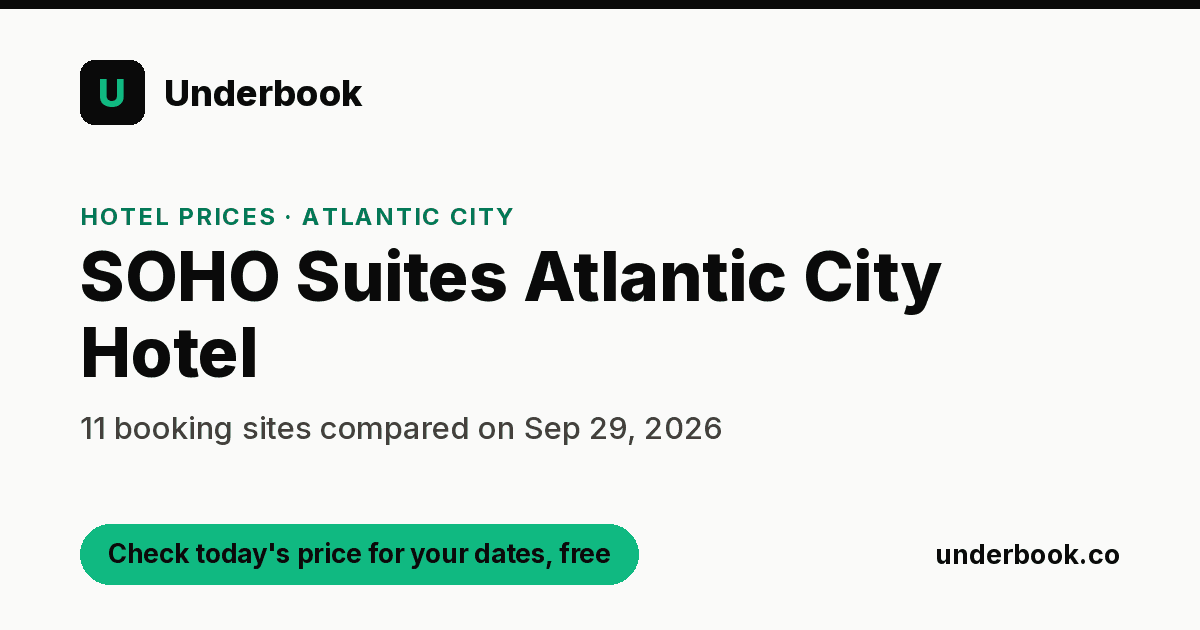 U Underbook
HOTEL PRICES · ATLANTIC CITY
SOHO Suites Atlantic City
Hotel
11 booking sites compared on Sep 29, 2026
Check today's price for your dates, free
underbook.co